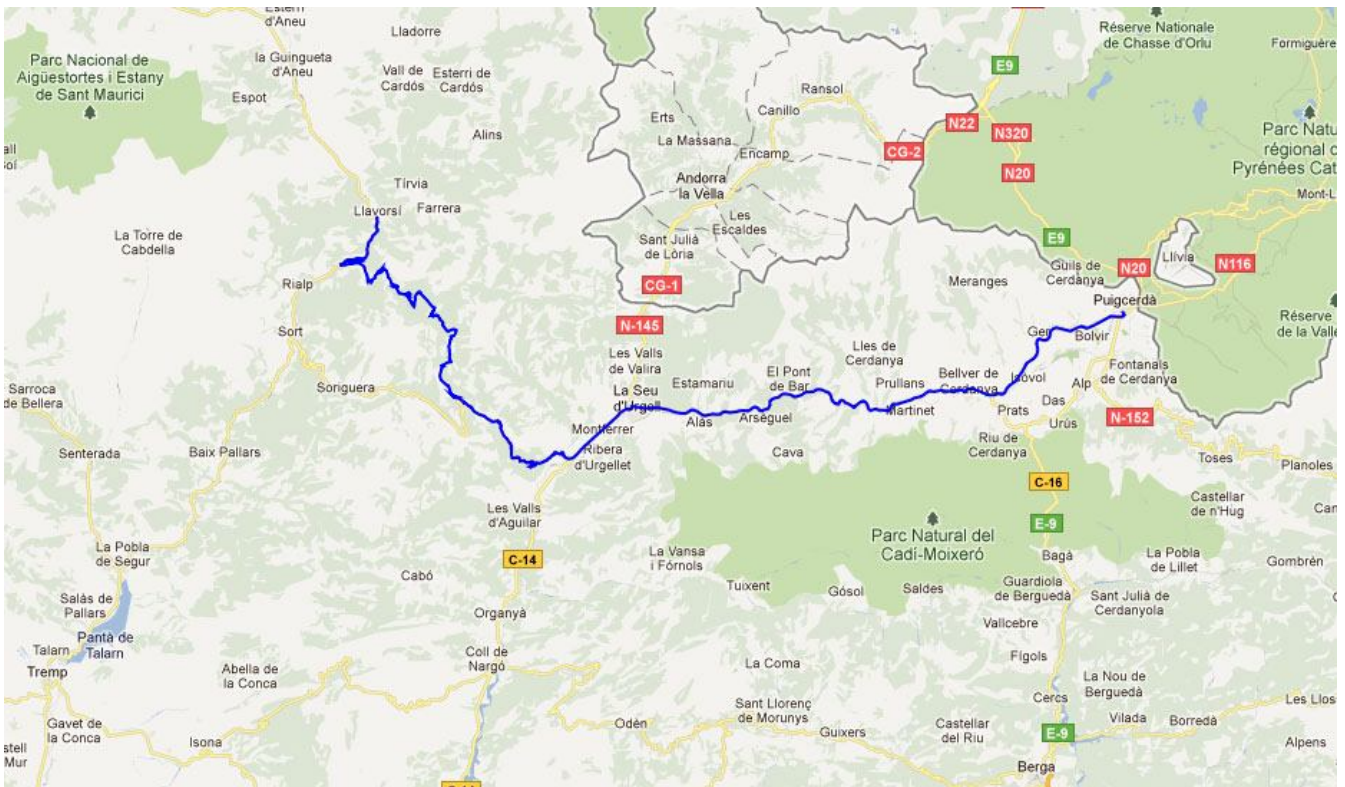 Esterri
d'Aneu
Lladorre
la Guingueta
d'Aneu
Parc Nacional de
Aigüestortes i Estany
de Sant Maurici
Vall de
Cardós
Esterri de
Cardós
Espot
Alins
Tírvia
Llavorsí
Farrera
La Torre de
Cabdella
Rialp
Sort
Sarroca
de Bellera
Songuera
Senterada
Baix Pallars
La Pobla
de Segur
Salàs de
Pallars
Pantà de
Talarn
Talarn
Tremp
Abella de
la Conca
Gavet de
la Conca
Isona
Mur
Erts
La Massana
Ransol
Canillo
Encamp
CG-2
Andorra
la Vella
Les
Escaldes
Sant Julià
de Lòria
CG-1
N-145
Les Valls
de Valira
La Seu
d'Urgell
Estamariu
Montferrer
Ribera
d'Urgellet
Alàs
Arsèguel
El Pont
de Bar
Cava
Les Valls
d'Aguilar
C-14
Cabó
Organyà
Coll de
Nargó
La Vansa
i Fórnols
Tuixent
Gósol
Saldes
La Coma
Odèn
Sant Llorenç
de Morunys
Guixers
Castellar
del Riu
Réserve Nationale
de Chasse d'Orlu
Formiguère
E9
N22
N320
N20
E9
Parc Natu
régional d
Pyrénées Cat
Mont-L
Llívia
N116
N20
Guils de
Cerdanya
Meranges
Puigcerdà
Réserve
de la Valle
Ger
Bolvir
Lles de
Cerdanya
Prullans
Bellver de
Cerdanya
Isòvol
Alp
Fontanals
de Cerdanya
Martinet
Prats
Das
Urús
N-152
Riu de
Cerdanya
Toses
Planoles
C-16
E-9
Castellar
de n'Hug
Parc Natural del
Cadí-Moixeró
Bagà
La Pobla
de Lillet
Gombrèn
Guardiola
de Berguedà
Sant Julià de
Cerdanyola
Vallcebre
Fígols
La Nou de
Berguedà
Cercs
Vilada
Borredà
Les Llos
E-9
Alpens
Berga